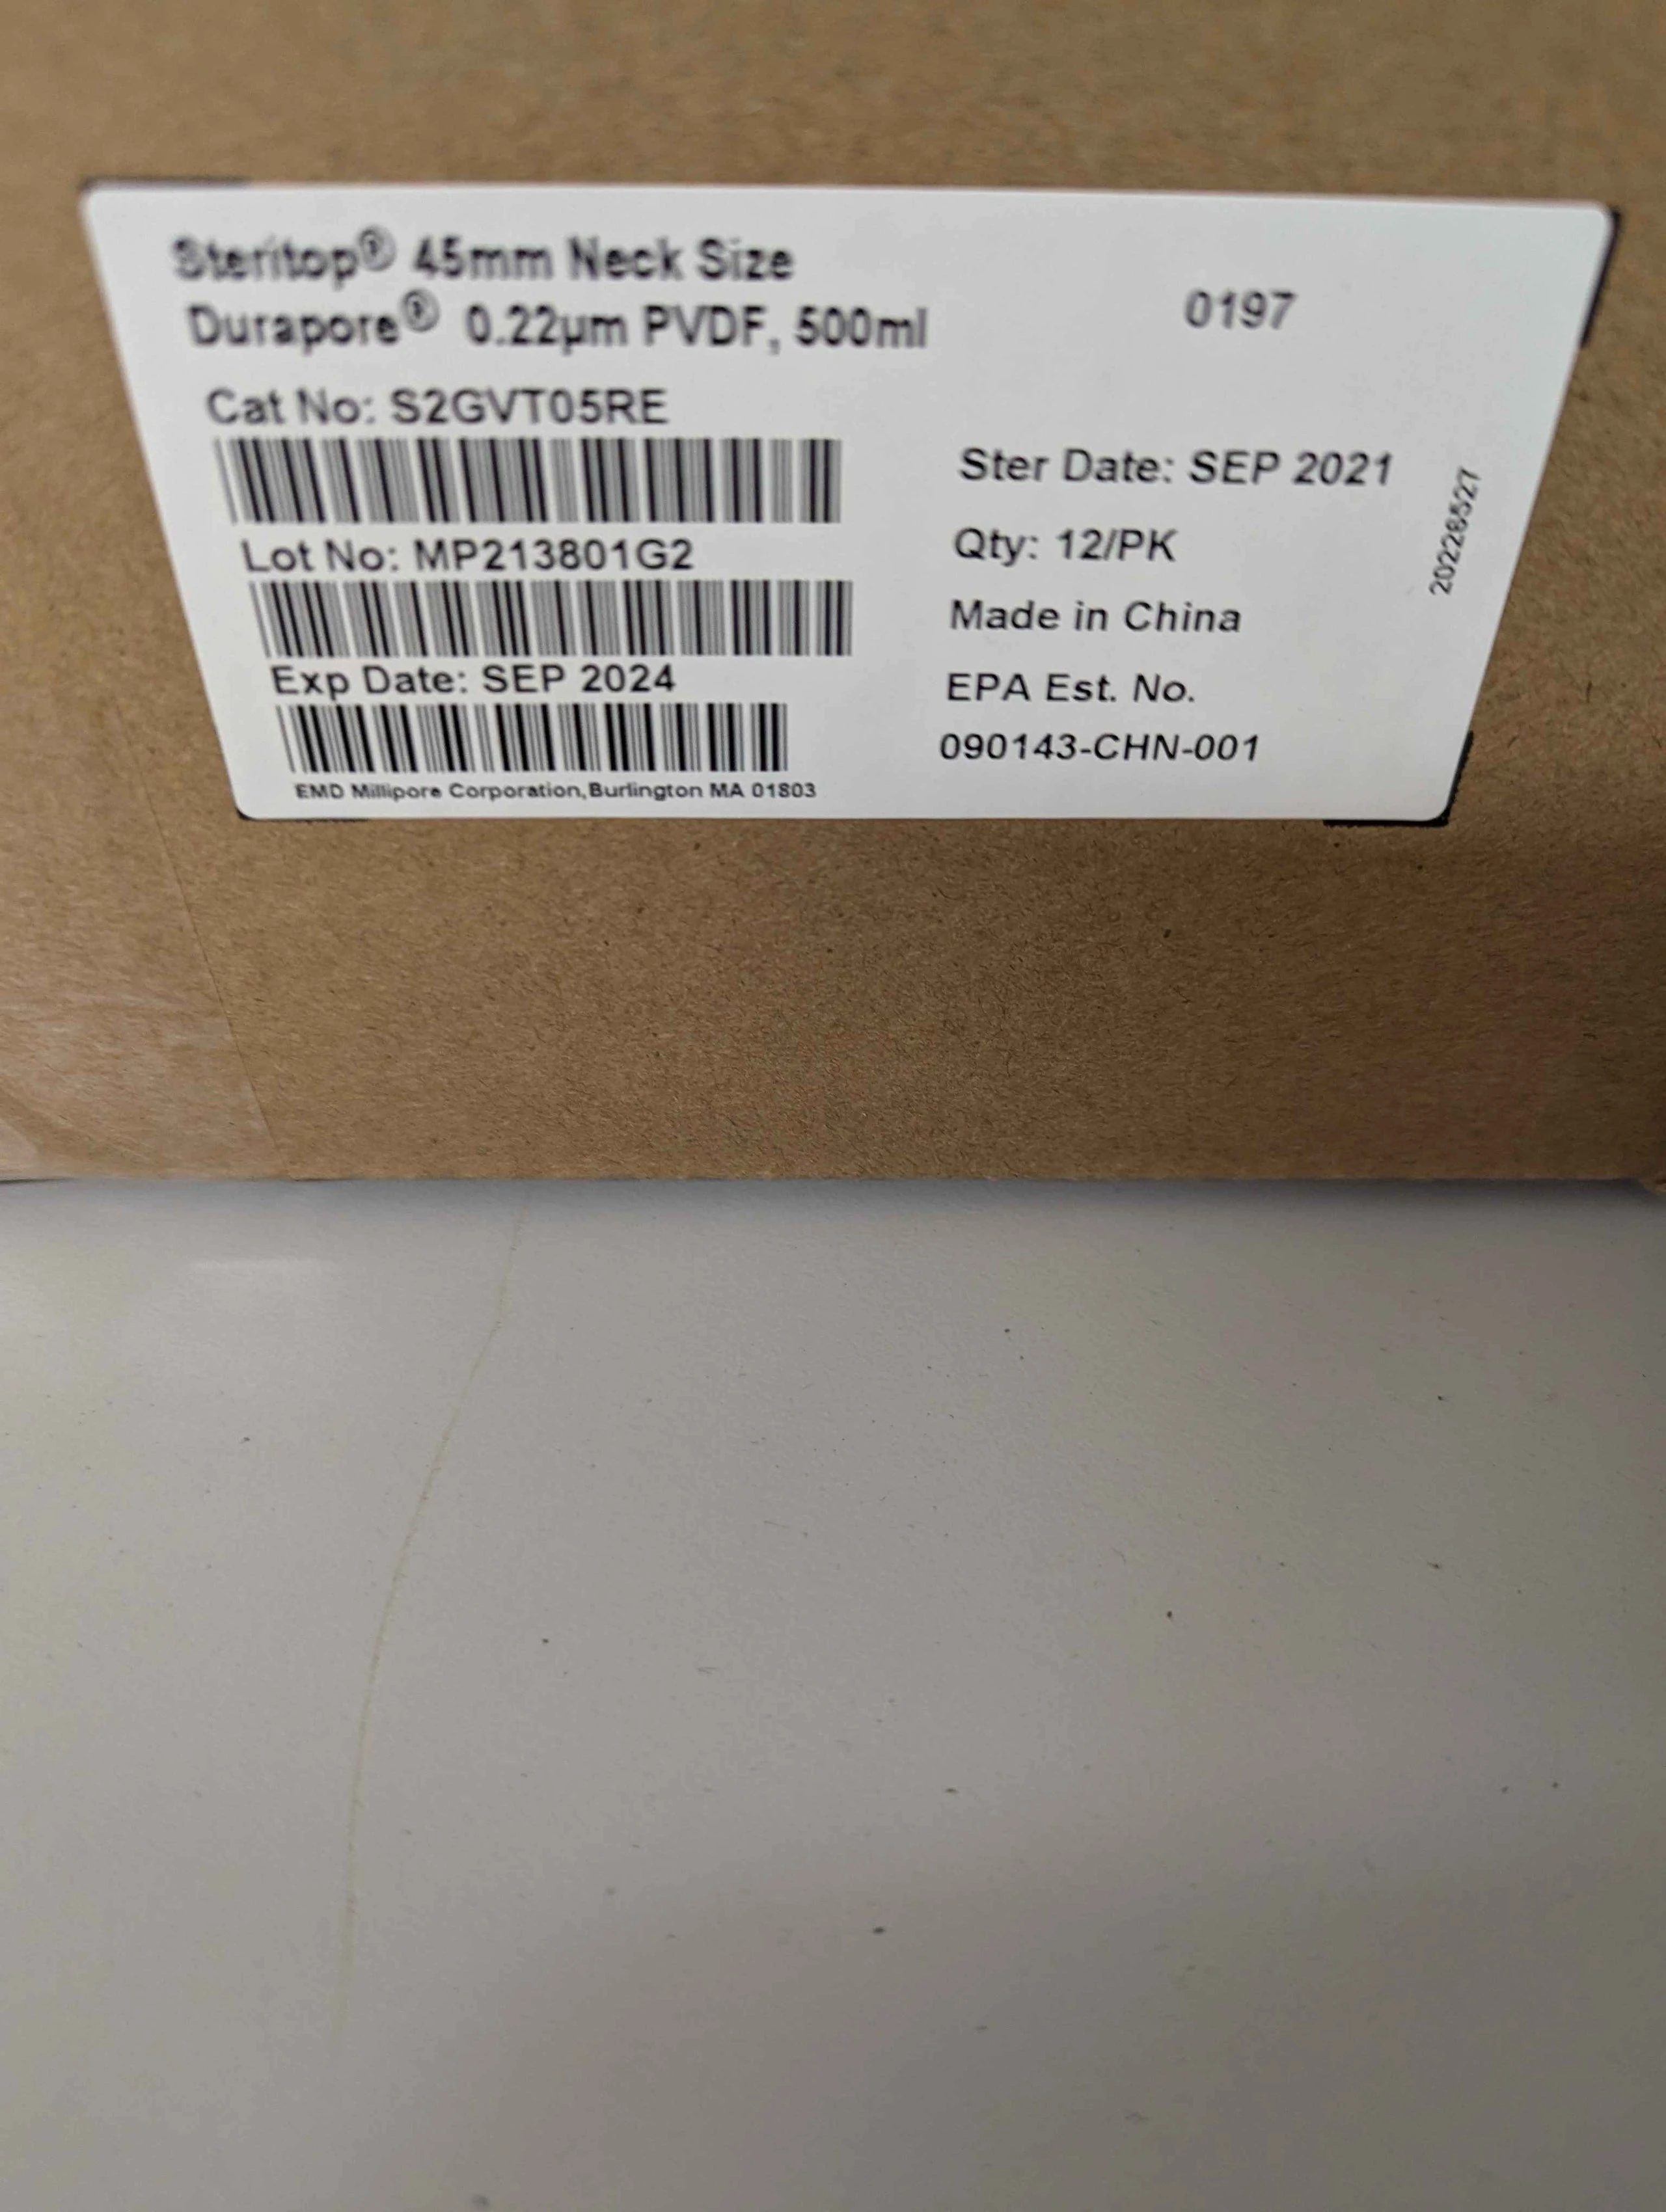 Steritop® 45mm Neck Size
Durapore® 0.22µm PVDF, 500ml
0197
Cat No: S2GVT05RE
Lot No: MP213801G2
Exp Date: SEP 2024
EMD Millipore Corporation,Burlington MA 01803
Ster Date: SEP 2021
Qty: 12/PK
Made in China
EPA Est. No.
090143-CHN-001
20228527